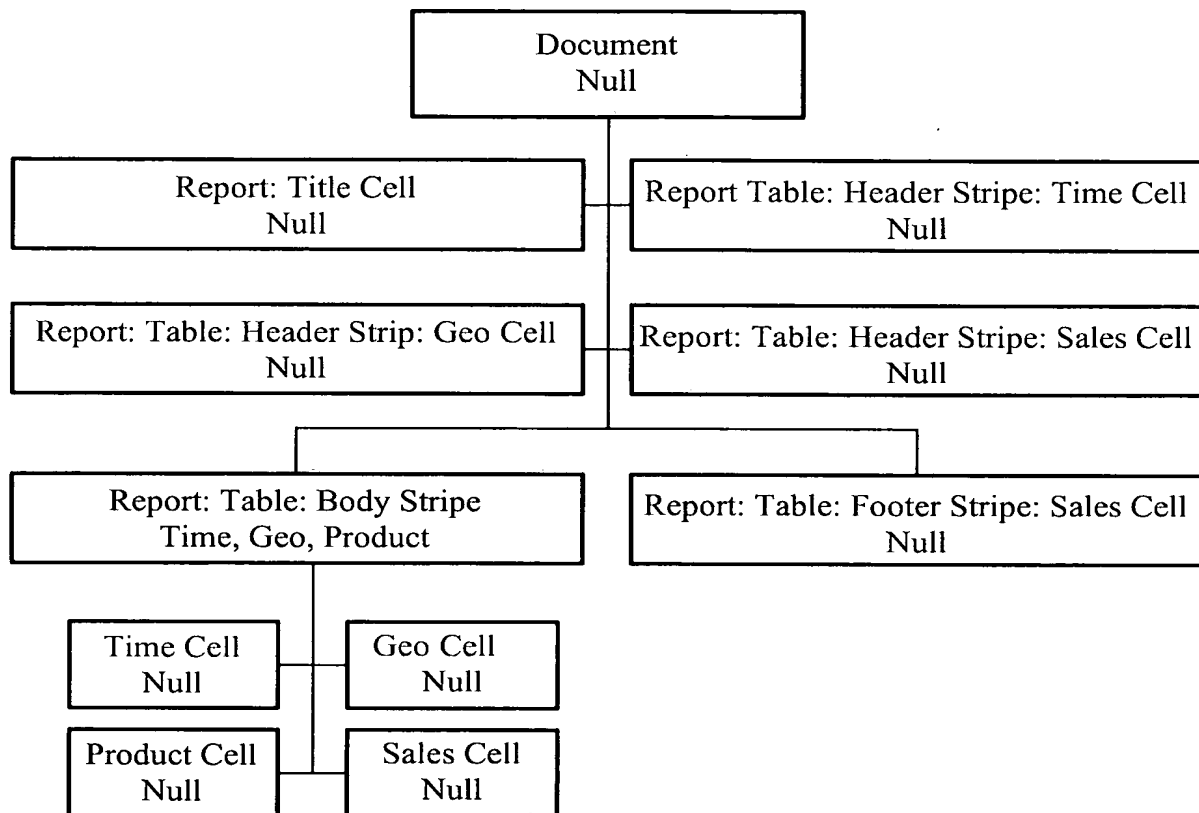 Document
Null
Report: Title Cell
Null
Report Table: Header Stripe: Time Cell
Null
Report: Table: Header Strip: Geo Cell
Null
Report: Table: Header Stripe: Sales Cell
Null
Report: Table: Body Stripe
Time, Geo, Product
Report: Table: Footer Stripe: Sales Cell
Null
Time Cell
Null
Geo Cell
Null
Product Cell
Null
Sales Cell
Null